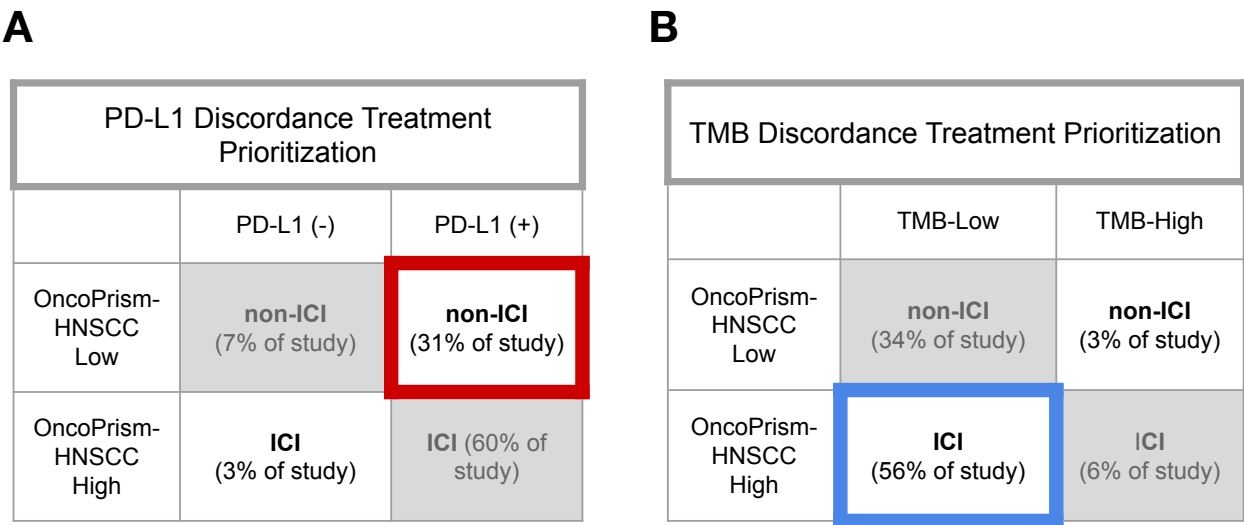 A
PD-L1 Discordance Treatment
Prioritization
PD-L1 (-)
PD-L1 (+)
OncoPrism-
HNSCC
Low
non-ICI
(7% of study)
non-ICI
(31% of study)
OncoPrism-
HNSCC
High
ICI
(3% of study)
ICI (60% of
study)
B
TMB Discordance Treatment Prioritization
TMB-Low
TMB-High
OncoPrism-
HNSCC
Low
non-ICI
(34% of study)
non-ICI
(3% of study)
OncoPrism-
HNSCC
High
ICI
(56% of study)
ICI
(6% of study)